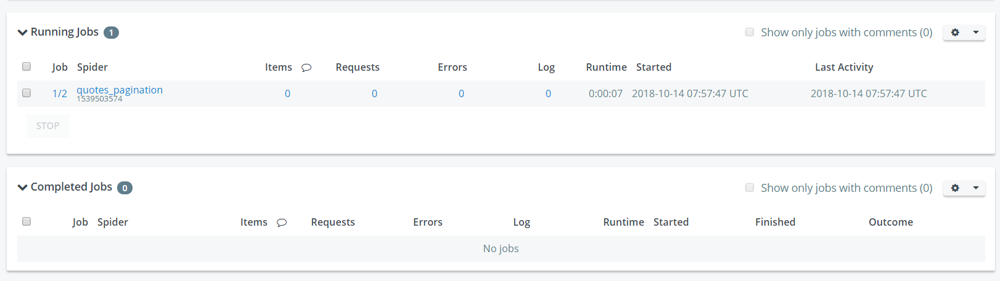 Running Jobs 1 Show only jobs with comments (0)
Job Spider Items Requests Errors Log Runtime Started Last Activity
1/2 quotes_pagination 0 0 0 0 0:00:07 2018-10-14 07:57:47 UTC 2018-10-14 07:57:47 UTC
1539503574
STOP
Completed Jobs 0 Show only jobs with comments (0)
Job Spider Items Requests Errors Log Runtime Started Finished Outcome
No jobs